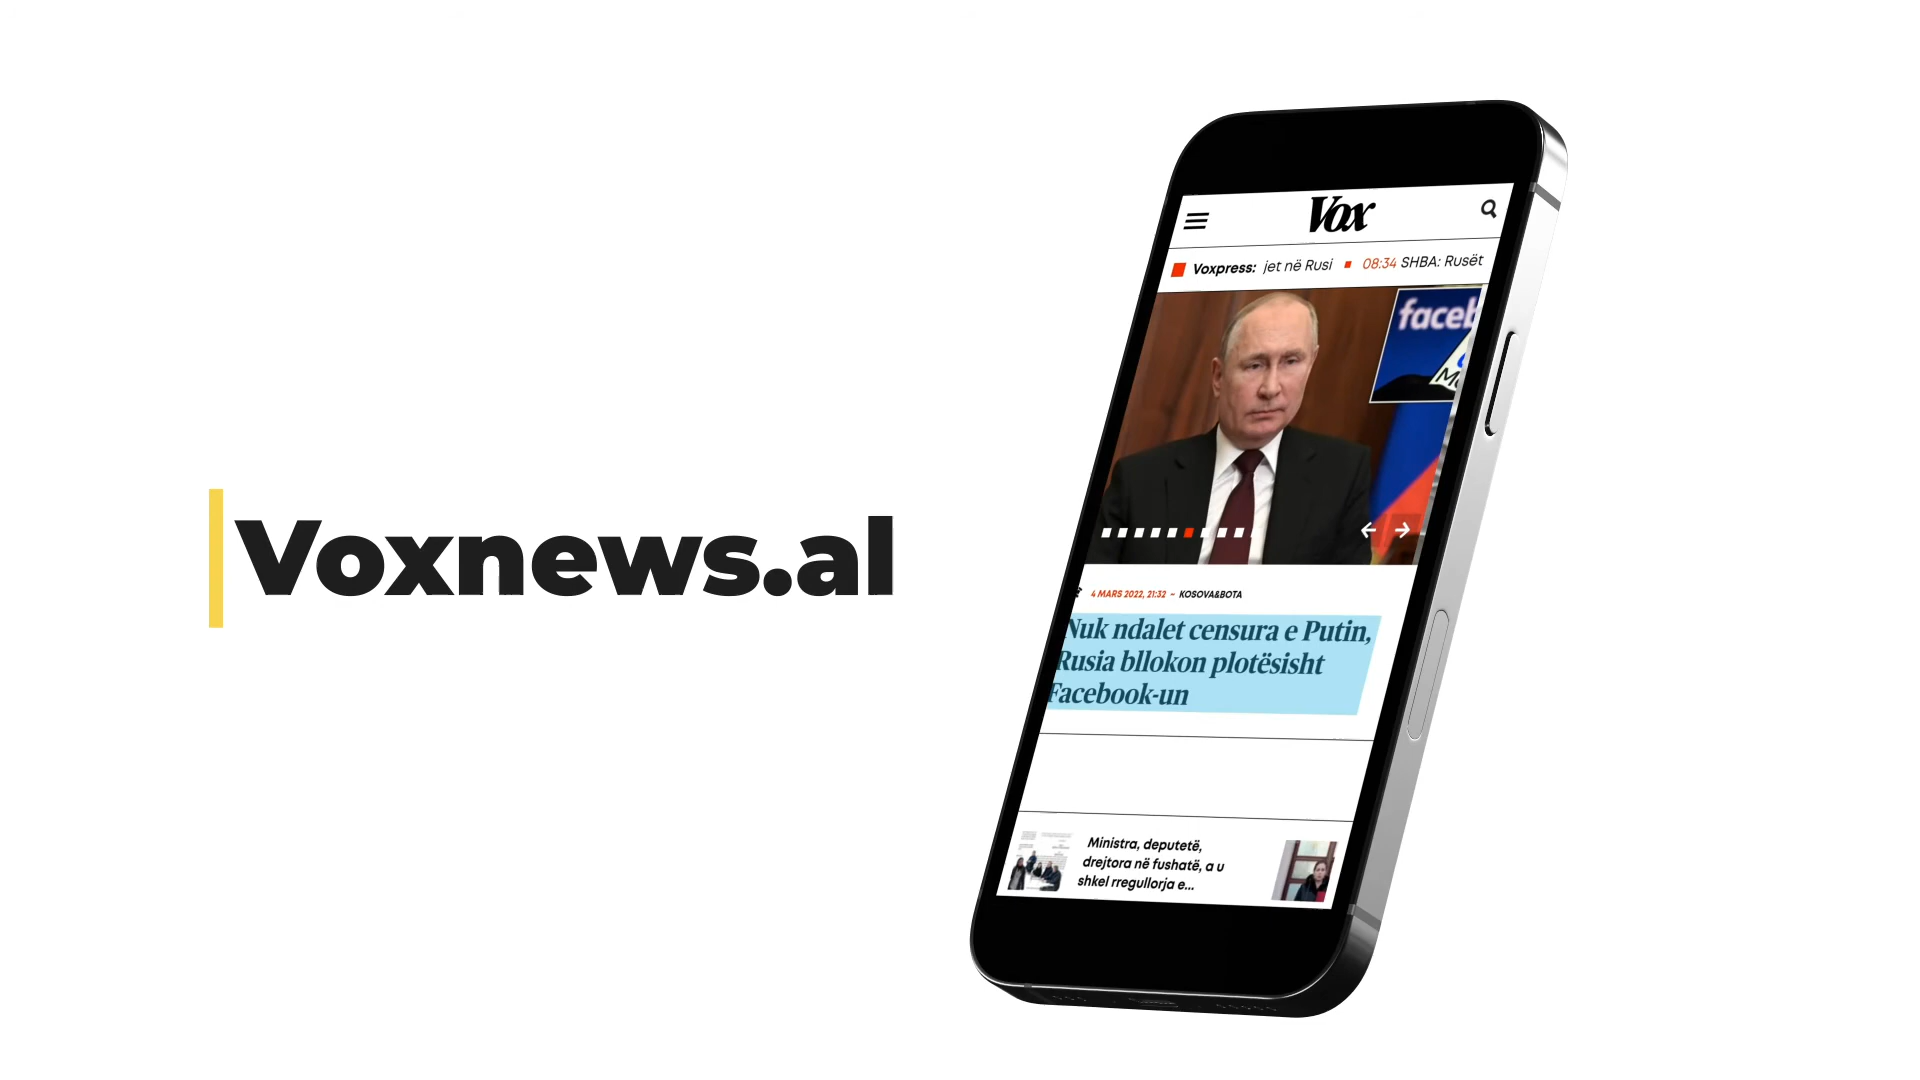 Voxnews.al
Vox
Voxpress: jet në Rusi 08:34 SHBA: Rusët
faceb
4 MARS 2022, 21:32 – KOSOVA&BOTA
Nuk ndalet censura e Putin,
Rusia bllokon plotësisht
Facebook-un
Ministra, deputetë,
drejtora në fushatë, a u
shkel rregullorja e...